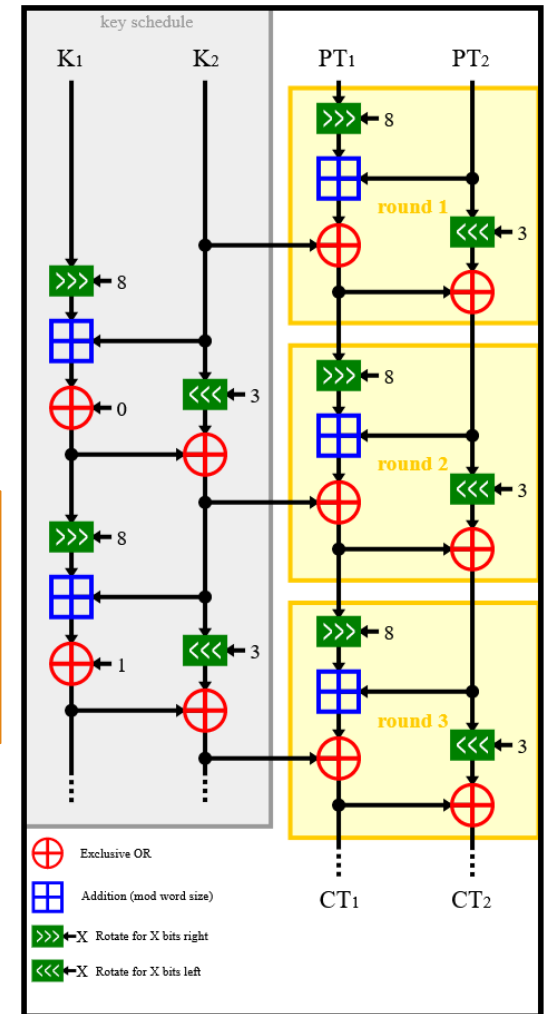 key schedule
K1 K2 PT1 PT2
>>> 8
round 1
<<< 3
>>> 8
>>> 8
<<< 3
0
round 2
<<< 3
>>> 8
>>> 8
<<< 3
1
round 3
<<< 3
CT1 CT2
Exclusive OR
Addition (mod word size)
>>> X Rotate for X bits right
<<< X Rotate for X bits left